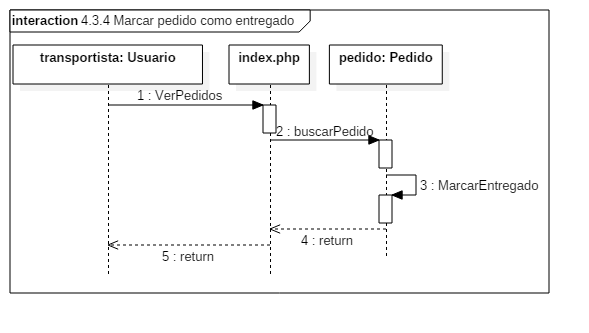 interaction 4.3.4 Marcar pedido como entregado
transportista: Usuario
index.php
pedido: Pedido
1 : VerPedidos
2 : buscarPedido
3 : MarcarEntregado
4 : return
5 : return